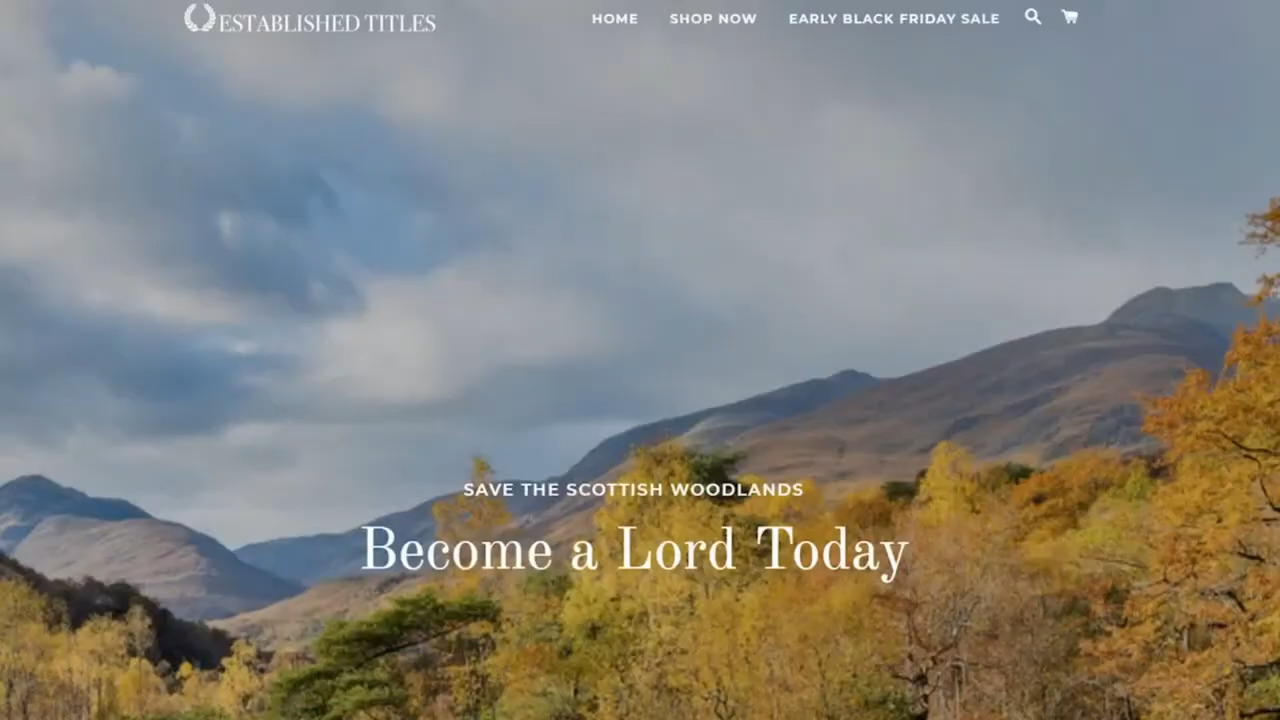 ESTABLISHED TITLES
HOME SHOP NOW EARLY BLACK FRIDAY SALE
SAVE THE SCOTTISH WOODLANDS
Become a Lord Today